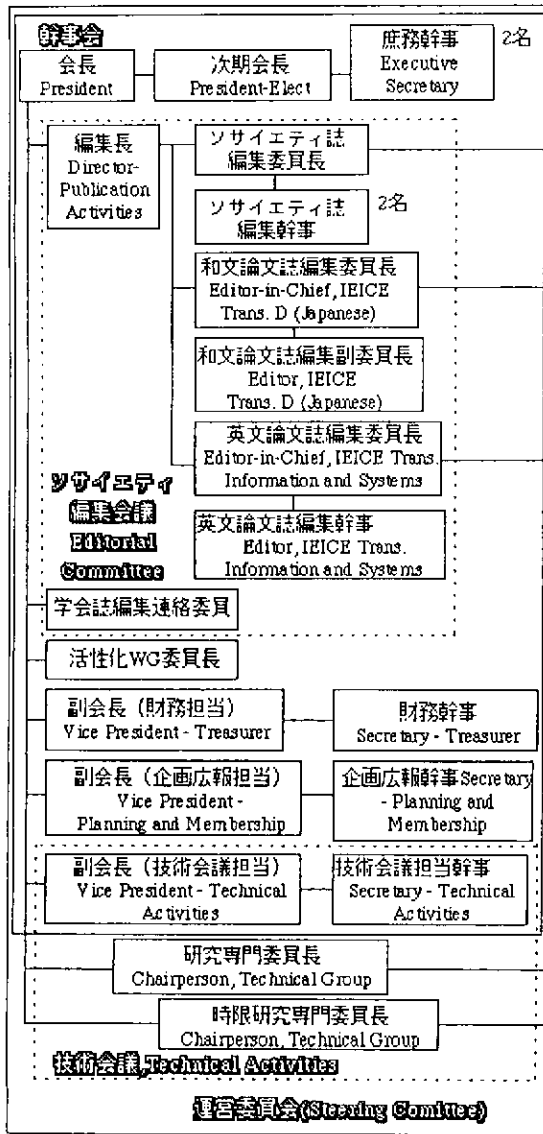 幹事会
会長
President
次期会長
President-Elect
庶務幹事
Executive
Secretary
2名
編集長
Director-
Publication
Activities
ソサイエティ誌
編集委員長
ソサイエティ誌
編集幹事
2名
和文論文誌編集委員長
Editor-in-Chief, IEICE
Trans. D (Japanese)
和文論文誌編集副委員長
Editor, IEICE
Trans. D (Japanese)
英文論文誌編集委員長
Editor-in-Chief, IEICE Trans.
Information and Systems
英文論文誌編集幹事
Editor, IEICE Trans.
Information and Systems
ソサイエティ
編集会議
Editorial
Committee
学会誌編集連絡委員
活性化WG委員長
副会長（財務担当）
Vice President - Treasurer
財務幹事
Secretary - Treasurer
副会長（企画広報担当）
Vice President -
Planning and Membership
企画広報幹事Secretary
- Planning and
Membership
副会長（技術会議担当）
Vice President - Technical
Activities
技術会議担当幹事
Secretary - Technical
Activities
研究専門委員長
Chairperson, Technical Group
時限研究専門委員長
Chairperson, Technical Group
技術会議,Technical Activities
運営委員会(Steering Comittee)